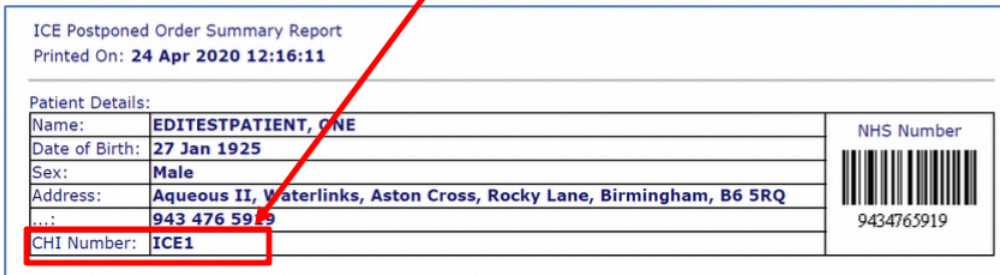 ICE Postponed Order Summary Report
Printed On: 24 Apr 2020 12:16:11
Patient Details:
Name: EDITESTPATIENT, ONE
Date of Birth: 27 Jan 1925
Sex: Male
Address: Aqueous II, Waterlinks, Aston Cross, Rocky Lane, Birmingham, B6 5RQ
...: 943 476 5919
CHI Number: ICE1
NHS Number
9434765919